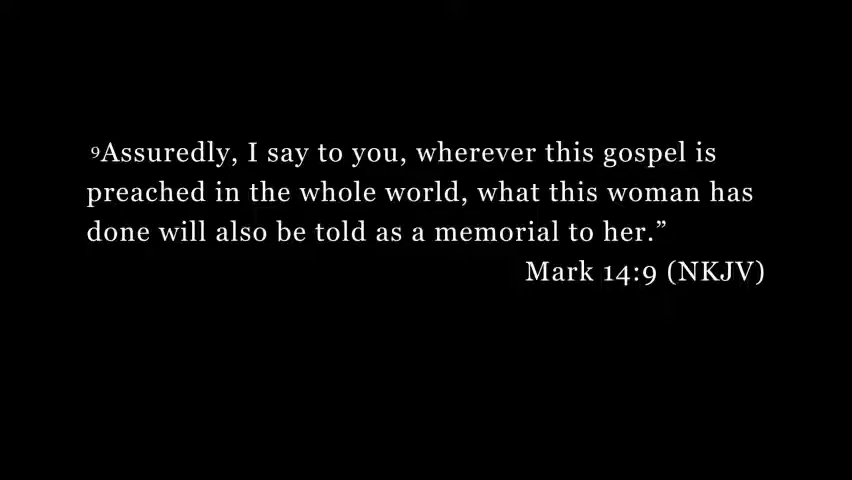 9Assuredly, I say to you, wherever this gospel is
preached in the whole world, what this woman has
done will also be told as a memorial to her.”
Mark 14:9 (NKJV)